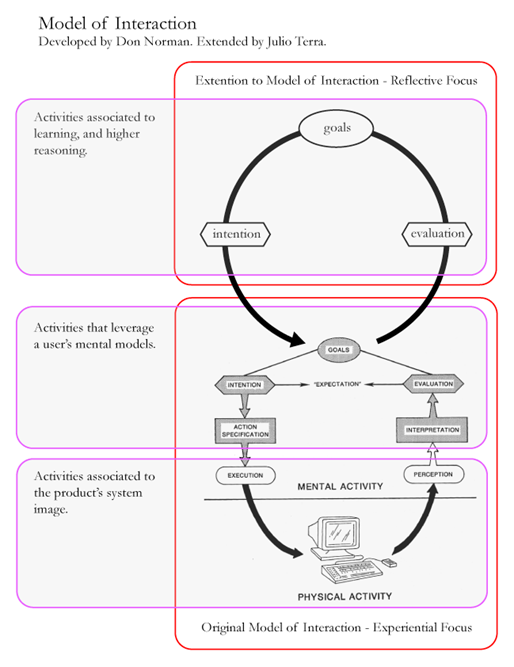 Model of Interaction
Developed by Don Norman. Extended by Julio Terra.
Extention to Model of Interaction - Reflective Focus
Activities associated to
learning, and higher
reasoning.
goals
intention
evaluation
Activities that leverage
a user's mental models.
GOALS
INTENTION
"EXPECTATION"
EVALUATION
ACTION
SPECIFICATION
INTERPRETATION
Activities associated to
the product's system
image.
EXECUTION
PERCEPTION
MENTAL ACTIVITY
PHYSICAL ACTIVITY
Original Model of Interaction - Experiential Focus